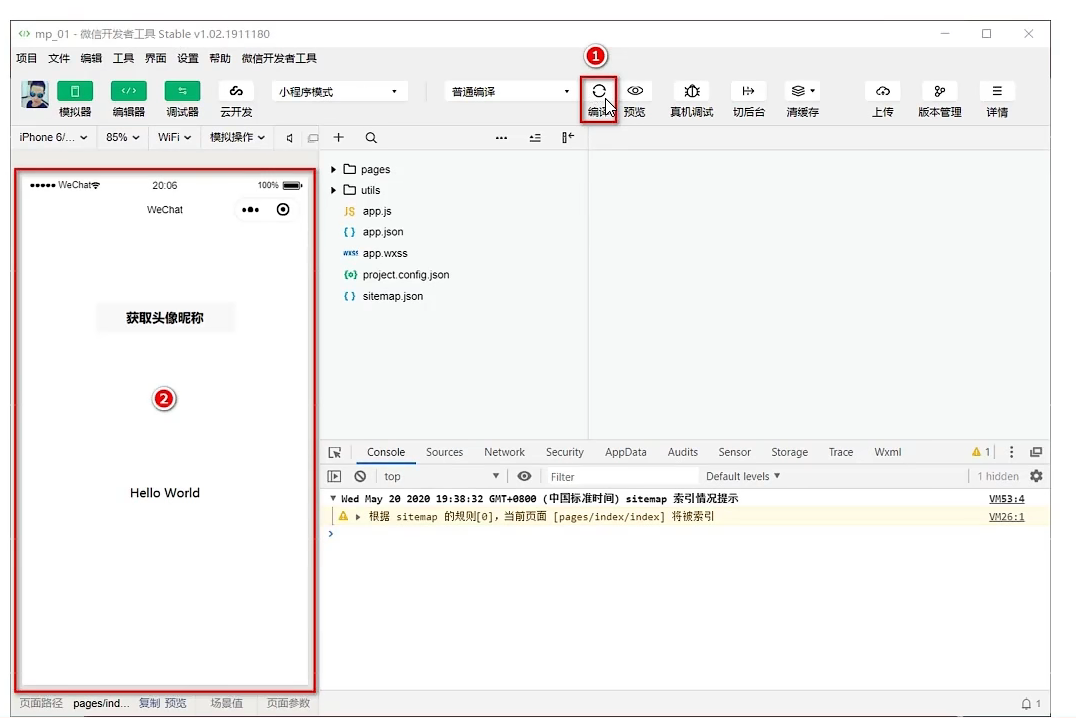 mp_01 - 微信开发者工具 Stable v1.02.1911180
项目 文件 编辑 工具 界面 设置 帮助 微信开发者工具
1
小程序模式 普通编译
模拟器 编辑器 调试器 云开发 编译 预览 真机调试 切后台 清缓存 上传 版本管理 详情
iPhone 6/... 85% WiFi 模拟操作
WeChat 20:06 100%
WeChat
获取头像昵称
2
Hello World
pages
utils
JS app.js
{ } app.json
wxss app.wxss
{o} project.config.json
{ } sitemap.json
Console Sources Network Security AppData Audits Sensor Storage Trace Wxml 1
top Filter Default levels 1 hidden
Wed May 20 2020 19:38:32 GMT+0800 (中国标准时间) sitemap 索引情况提示 VM53:4
根据 sitemap 的规则[0]，当前页面 [pages/index/index] 将被索引 VM26:1
页面路径 pages/ind... 复制 预览 场景值 页面参数 1